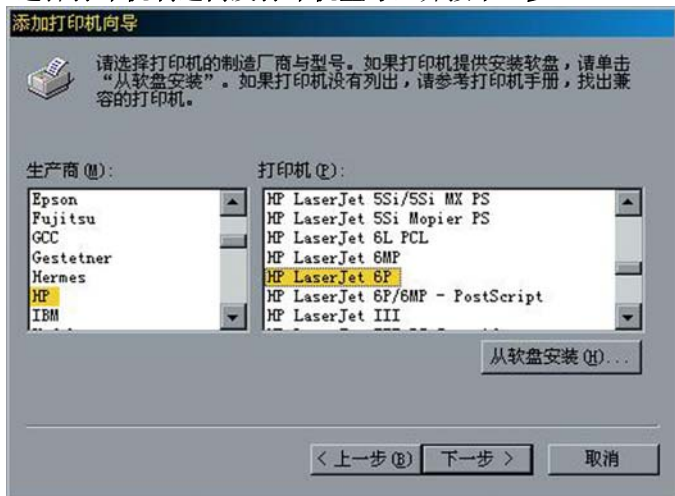 添加打印机向导
请选择打印机的制造厂商与型号。如果打印机提供安装软盘，请单击
“从软盘安装”。如果打印机没有列出，请参考打印机手册，找出兼
容的打印机。
生产商(M)：
打印机(P)：
Epson
Fujitsu
GCC
Gestetner
Hermes
HP
IBM
HP LaserJet 5Si/5Si MX PS
HP LaserJet 5Si Mopier PS
HP LaserJet 6L PCL
HP LaserJet 6MP
HP LaserJet 6P
HP LaserJet 6P/6MP - PostScript
HP LaserJet III
从软盘安装(H)...
< 上一步(B)
下一步 >
取消